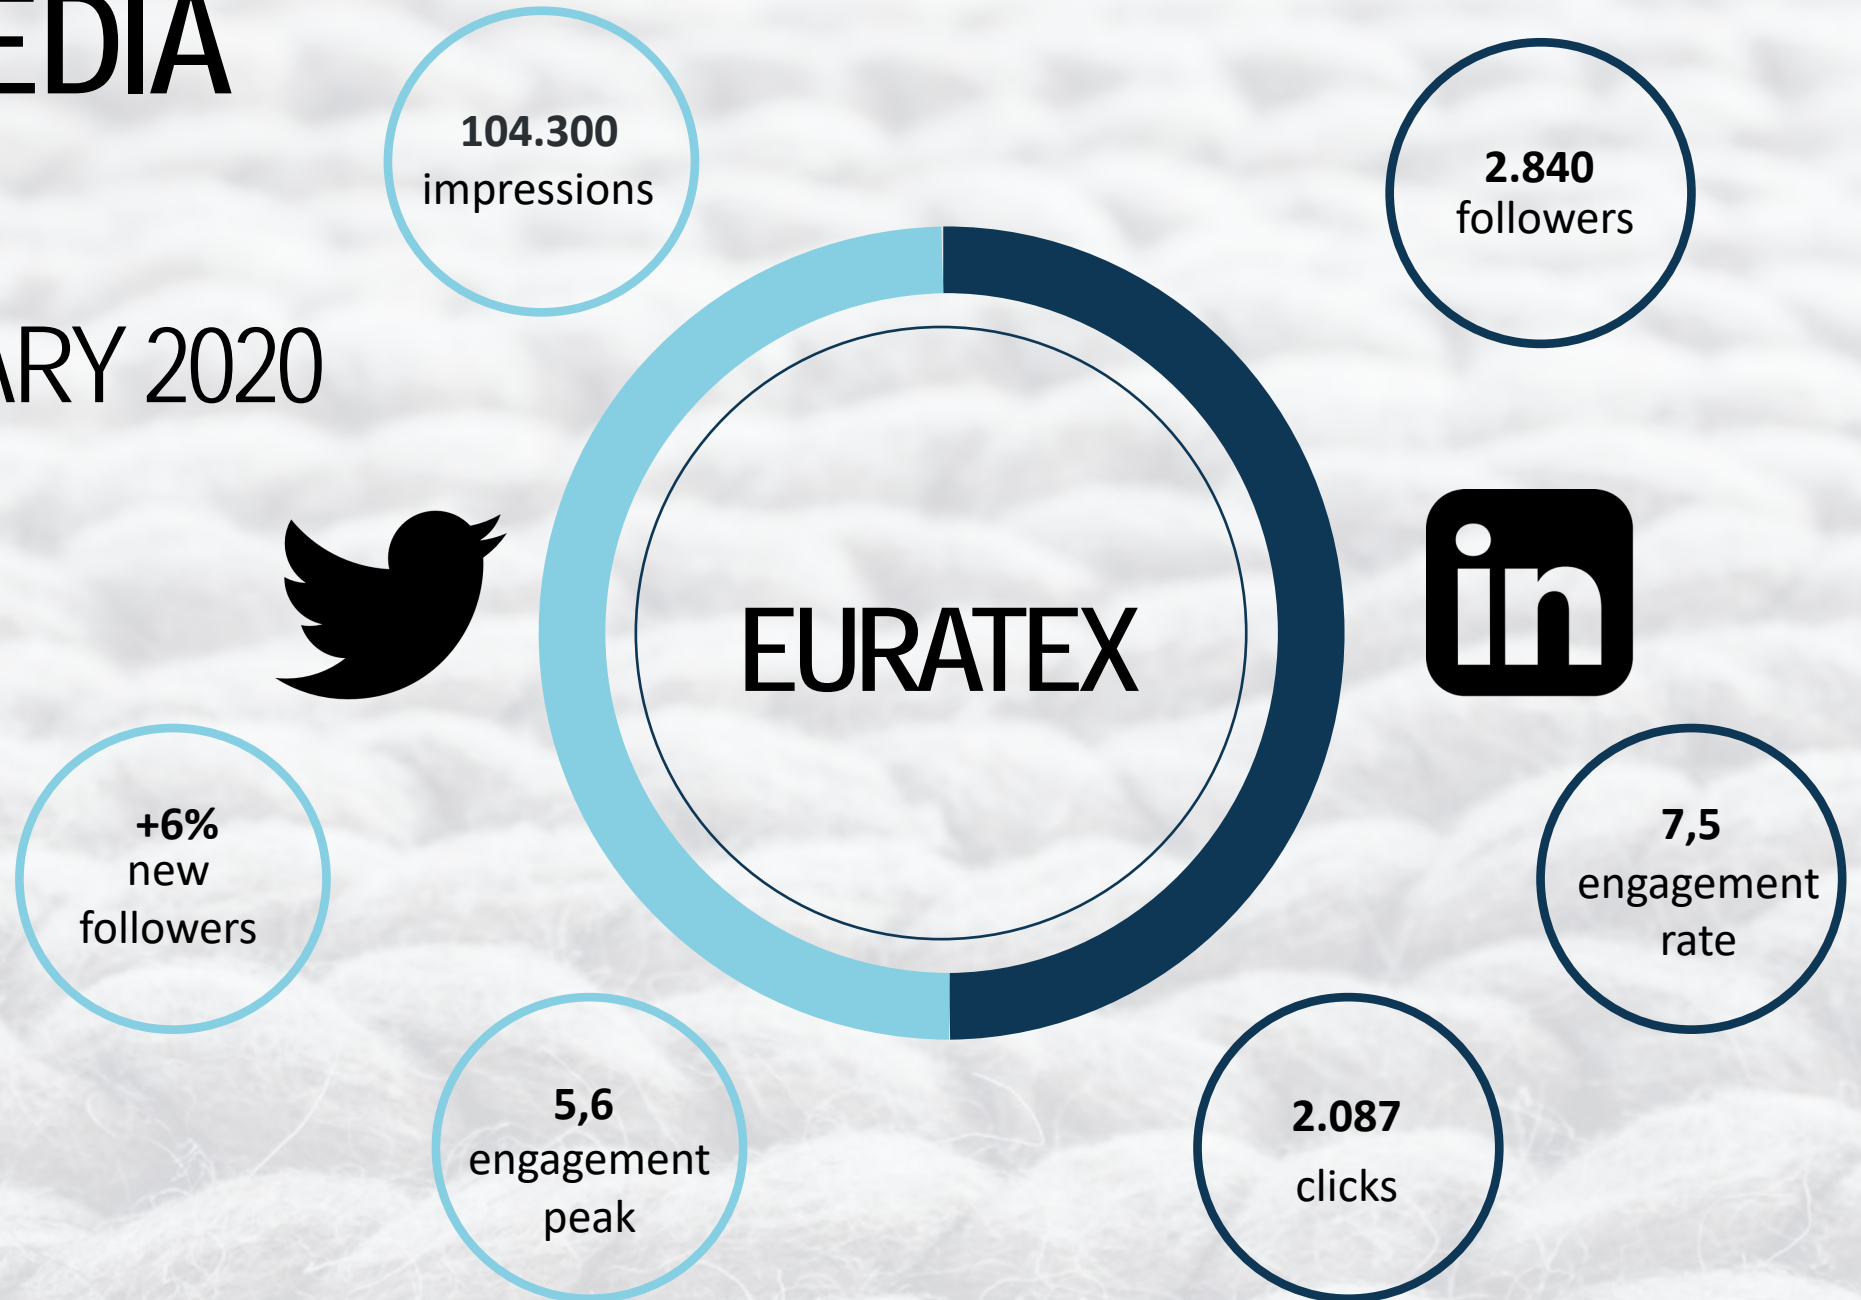 EDIA
104.300
impressions
2.840
followers
ARY 2020
in
EURATEX
+6%
new
followers
7,5
engagement
rate
5,6
engagement
peak
2.087
clicks